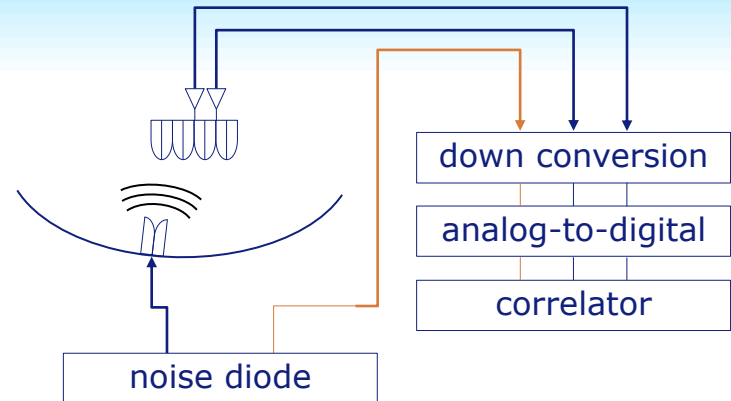 down conversion
analog-to-digital
correlator
noise diode